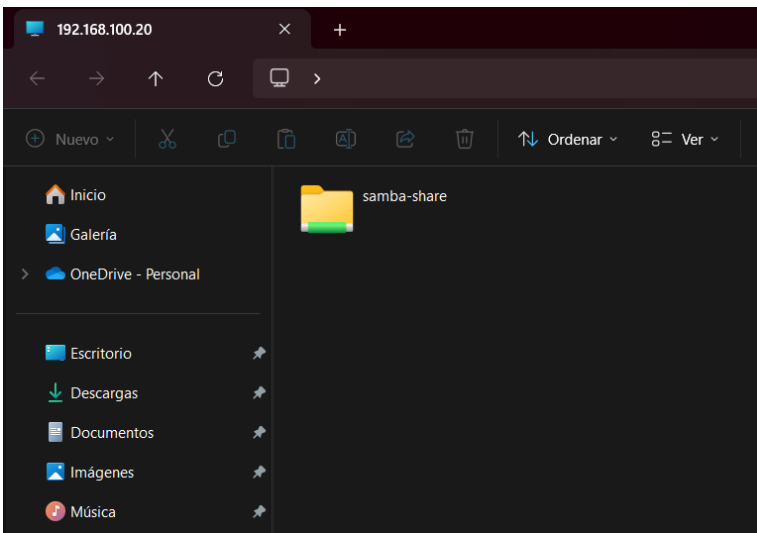 192.168.100.20
Nuevo
Ordenar
Ver
Inicio
Galería
OneDrive - Personal
Escritorio
Descargas
Documentos
Imágenes
Música
samba-share